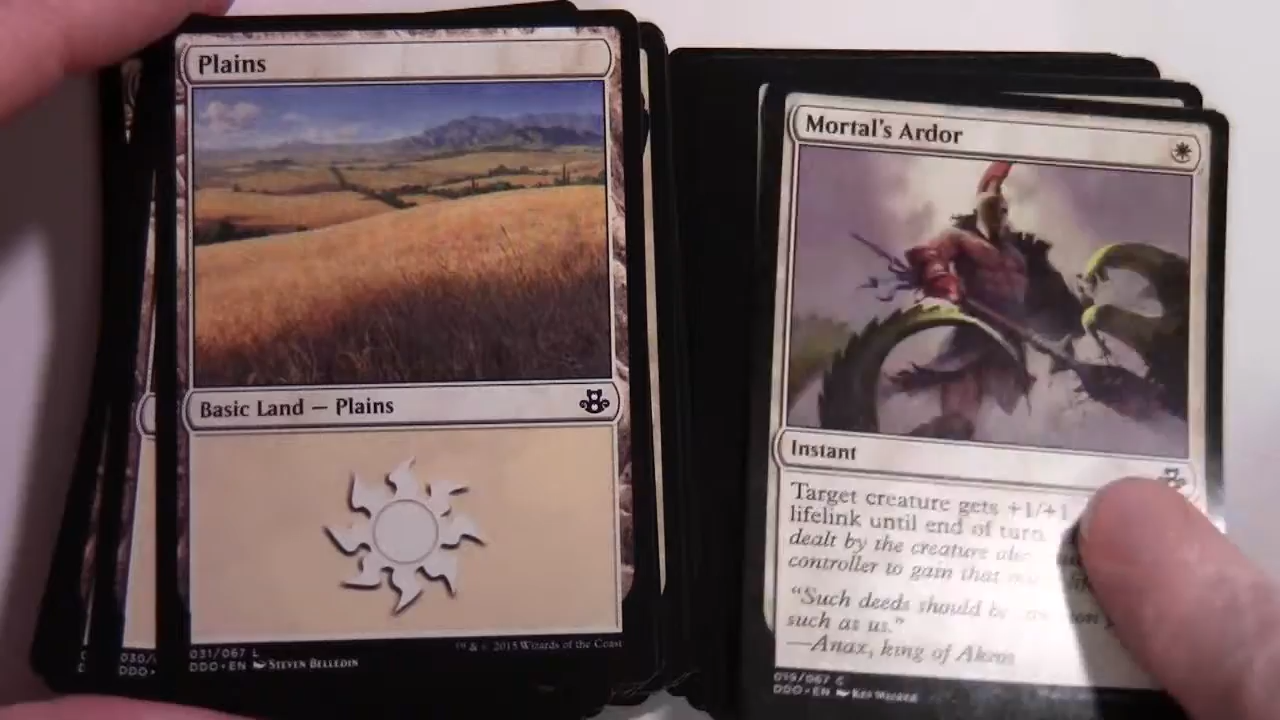 Plains
Basic Land — Plains
031/067 L
DDO • EN STEVEN BELLEDIN
™ & © 2015 Wizards of the Coast
030/
DDO •
Mortal's Ardor
Instant
Target creature gets +1/+1
lifelink until end of turn.
dealt by the creature
controller to gain that
"Such deeds should be
such as us."
—Anax, king of Akros
019/067 C
DDO • EN